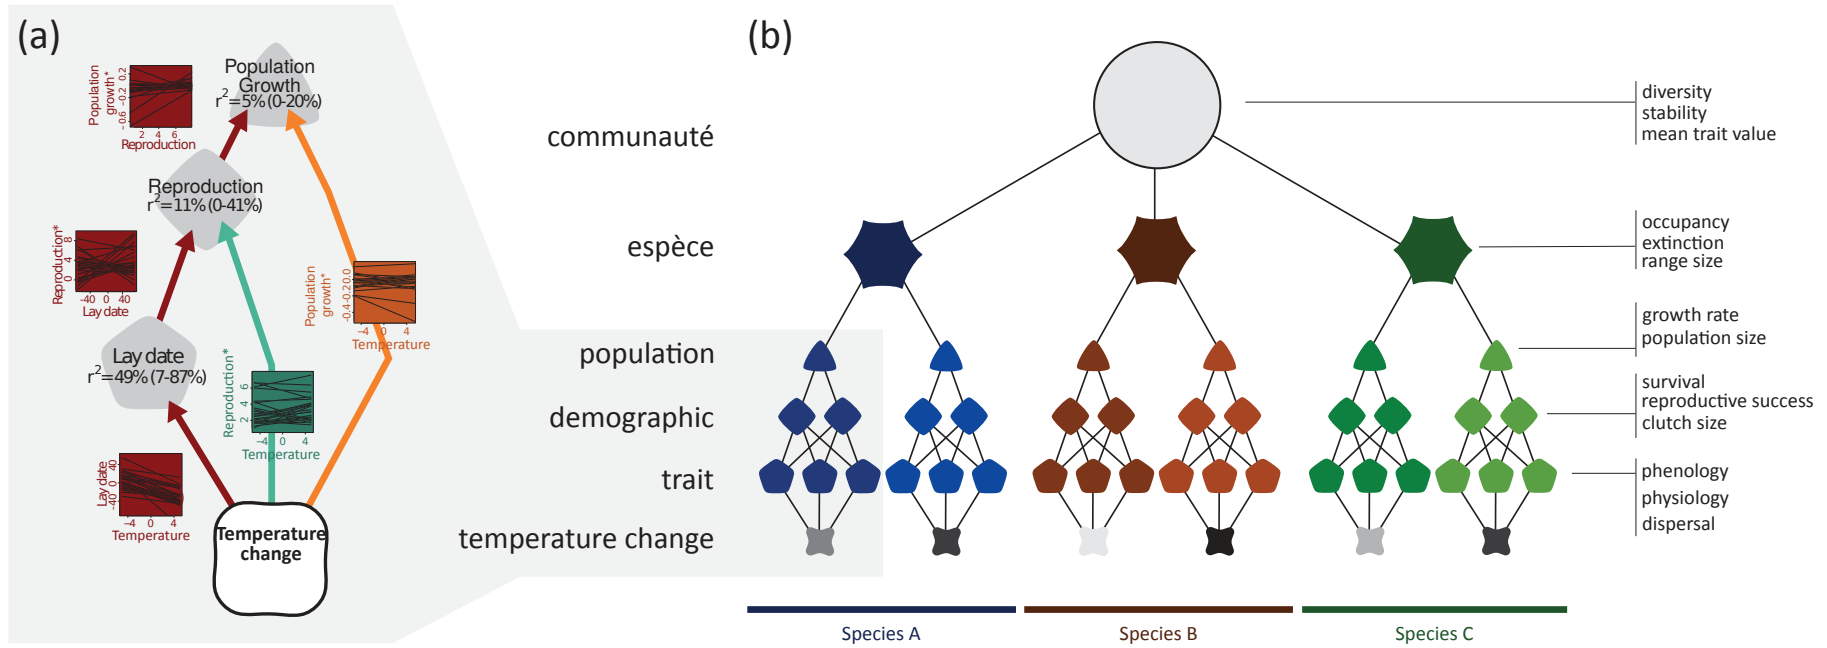 (a)
Population
Growth
r²= 5% (0-20%)
Population
growth*
0.2
−0.2
−0.6
2 4 6
Reproduction
Reproduction
r²= 11% (0-41%)
Reproduction*
8
4
0
−40 0 40
Lay date
Population
growth*
0.0
−0.2
−0.4
−4 0 4
Temperature
Lay date
r²= 49% (7-87%)
Reproduction*
6
4
2
−4 0 4
Temperature
Lay date
40
0
−40
−4 0 4
Temperature
Temperature
change
(b)
communauté
espèce
population
demographic
trait
temperature change
diversity
stability
mean trait value
occupancy
extinction
range size
growth rate
population size
survival
reproductive success
clutch size
phenology
physiology
dispersal
Species A
Species B
Species C